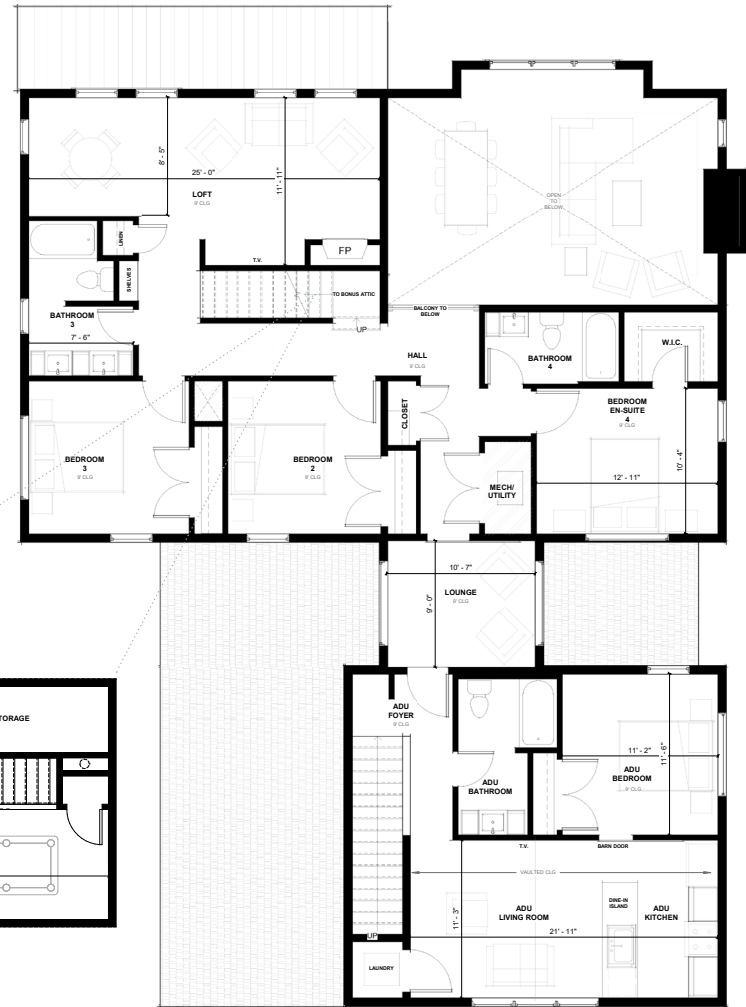 8' - 5"
25' - 0"
11' - 11"
LOFT
9' CLG
OPEN
TO
BELOW
LINEN
SHELVES
T.V.
FP
TO BONUS ATTIC
UP
BALCONY TO
BELOW
BATHROOM
3
7' - 6"
HALL
9' CLG
BATHROOM
4
W.I.C.
BEDROOM
3
9' CLG
BEDROOM
2
9' CLG
CLOSET
BEDROOM
EN-SUITE
4
9' CLG
10' - 4"
12' - 11"
MECH/
UTILITY
10' - 7"
9' - 0"
LOUNGE
9' CLG
TORAGE
ADU
FOYER
9' CLG
ADU
BATHROOM
11' - 2"
11' - 6"
ADU
BEDROOM
9' CLG
T.V.
BARN DOOR
VAULTED CLG
11' - 3"
ADU
LIVING ROOM
DINE-IN
ISLAND
ADU
KITCHEN
21' - 11"
UP
LAUNDRY